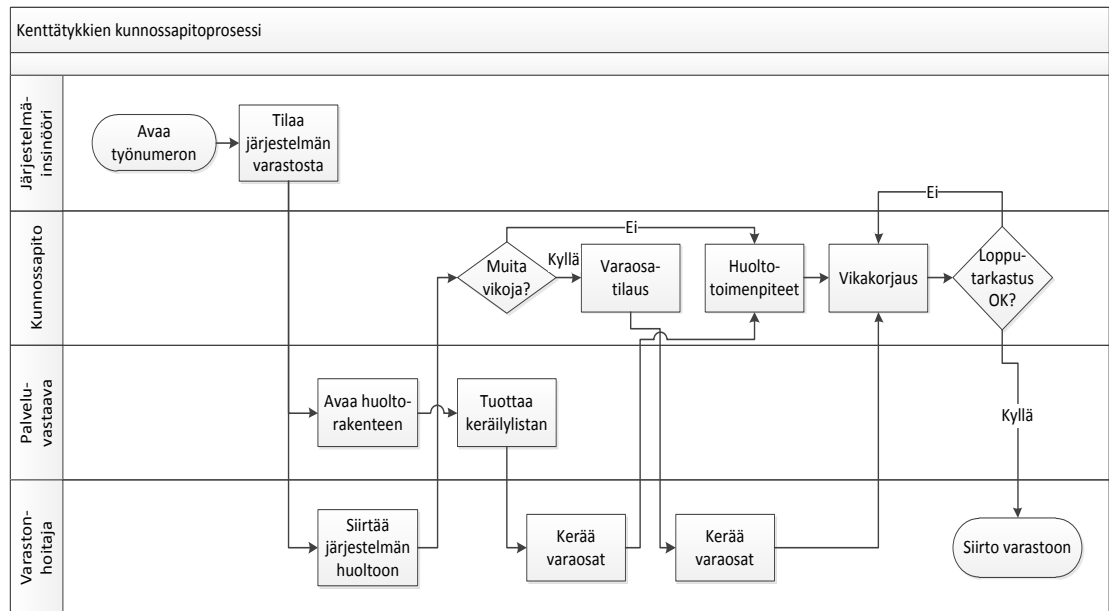 Kenttätykkien kunnossapitoprosessi
Järjestelmä-
insinööri
Avaa
työnumeron
Tilaa
järjestelmän
varastosta
Kunnossapito
Muita
vikoja?
Kyllä
Ei
Varaosa-
tilaus
Huolto-
toimenpiteet
Vikakorjaus
Ei
Loppu-
tarkastus
OK?
Palvelu-
vastaava
Avaa huolto-
rakenteen
Tuottaa
keräilylistan
Kyllä
Varaston-
hoitaja
Siirtää
järjestelmän
huoltoon
Kerää
varaosat
Kerää
varaosat
Siirto varastoon